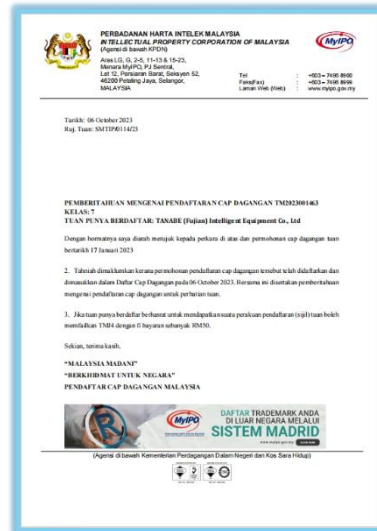 PERBADANAN HARTA INTELEK MALAYSIA
INTELLECTUAL PROPERTY CORPORATION OF MALAYSIA
(Agensi di bawah KPDN)
Aras LG, G, 2-5, 11-13 & 15-23,
Menara MyIPO, PJ Sentral,
Lot 12, Persiaran Barat, Seksyen 52,
46200 Petaling Jaya, Selangor,
MALAYSIA
Tel : +603 – 7496 8900
Faks(Fax) : +603 – 7496 8999
Laman Web (Web) : www.myipo.gov.my
MyIPO
Tarikh: 06 October 2023
Ruj. Tuan: SMTIP/0114/23
PEMBERITAHUAN MENGENAI PENDAFTARAN CAP DAGANGAN TM2023001463
KELAS: 7
TUAN PUNYA BERDAFTAR: TANABE (Fujian) Intelligent Equipment Co., Ltd
Dengan hormatnya saya diarah merujuk kepada perkara di atas dan permohonan cap dagangan tuan
bertarikh 17 Januari 2023
2. Tahniah dimaklumkan kerana permohonan pendaftaran cap dagangan tersebut telah didaftarkan dan
dimasukkan dalam Daftar Cap Dagangan pada 06 October 2023. Bersama ini disertakan pemberitahuan
mengenai pendaftaran cap dagangan untuk perhatian tuan.
3. Jika tuan punya berdaftar berhasrat untuk mendapatkan suatu perakuan pendaftaran (sijil) tuan boleh
memfailkan TMI4 dengan fi bayaran sebanyak RM50.
Sekian, terima kasih.
“MALAYSIA MADANI”
“BERKHIDMAT UNTUK NEGARA”
PENDAFTAR CAP DAGANGAN MALAYSIA
MyIPO
DAFTAR TRADEMARK ANDA
DI LUAR NEGARA MELALUI
SISTEM MADRID
(Agensi di bawah Kementerian Perdagangan Dalam Negeri dan Kos Sara Hidup)